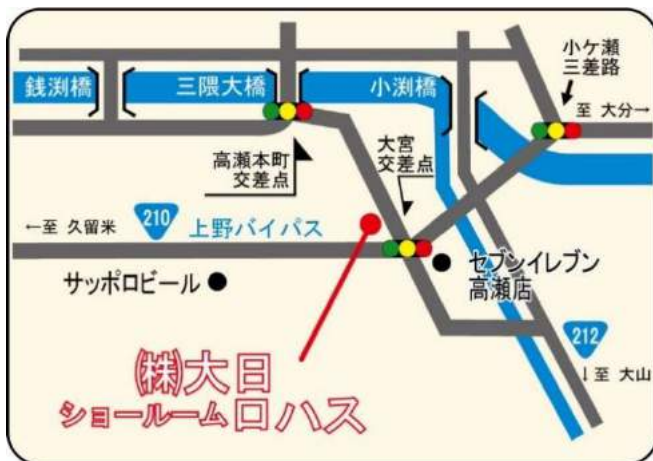 小ケ瀬
三差路
銭渕橋
三隈大橋
小渕橋
至 大分→
高瀬本町
交差点
大宮
交差点
210
←至 久留米
上野バイパス
サッポロビール
セブンイレブン
高瀬店
212
↓至 大山
㈱大日
ショールームロハス